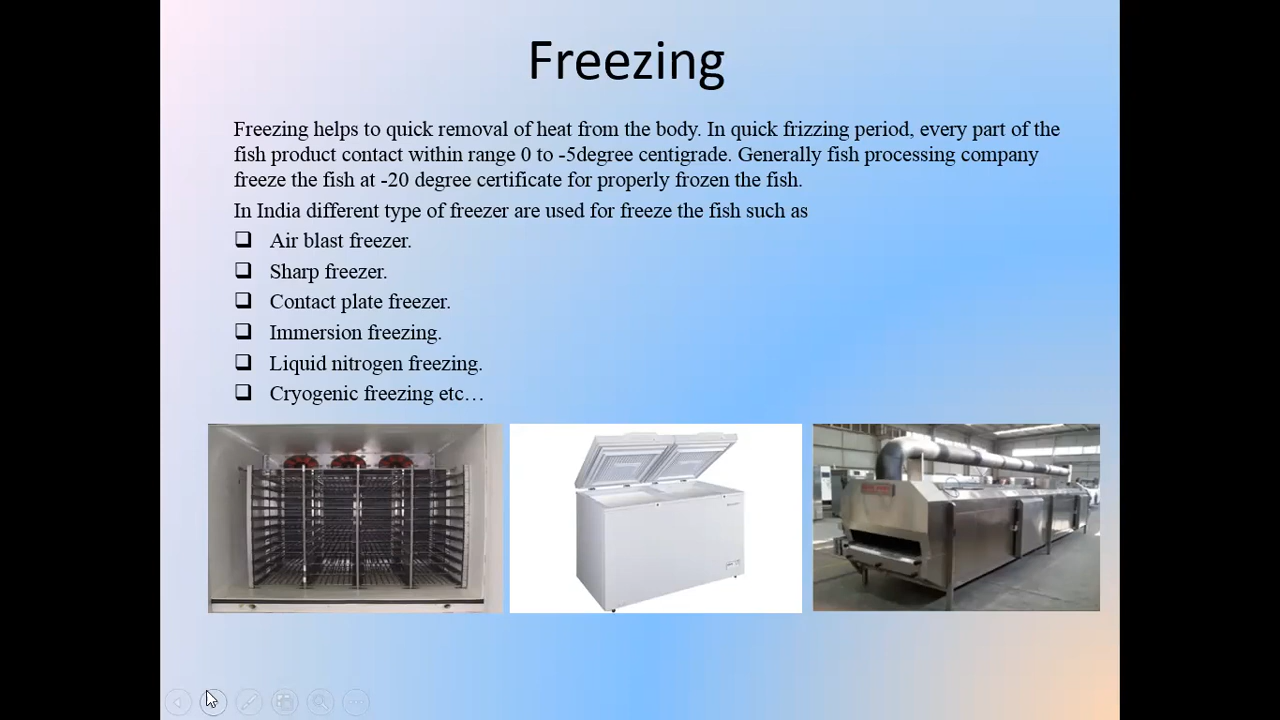 Freezing
Freezing helps to quick removal of heat from the body. In quick frizzing period, every part of the
fish product contact within range 0 to -5degree centigrade. Generally fish processing company
freeze the fish at -20 degree certificate for properly frozen the fish.
In India different type of freezer are used for freeze the fish such as
Air blast freezer.
Sharp freezer.
Contact plate freezer.
Immersion freezing.
Liquid nitrogen freezing.
Cryogenic freezing etc…